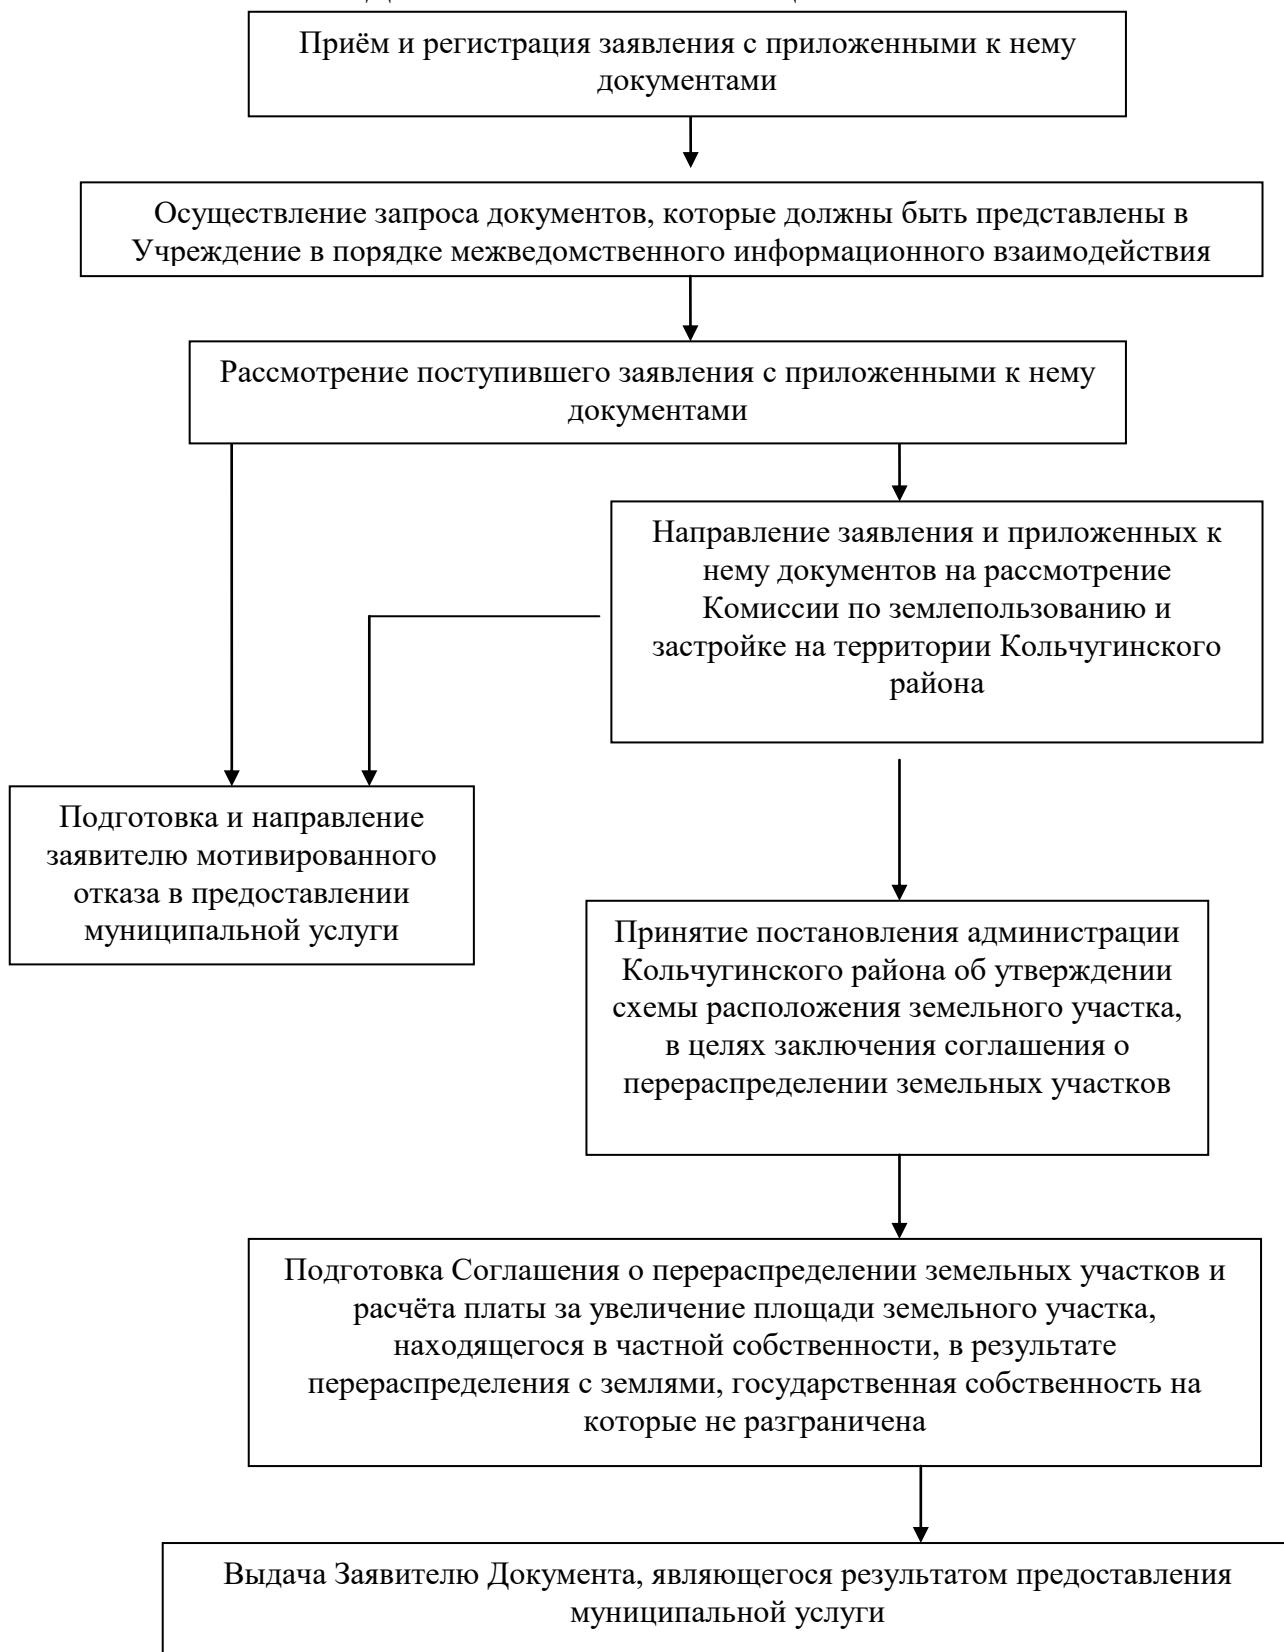 Приём и регистрация заявления с приложенными к нему
документами
Осуществление запроса документов, которые должны быть представлены в
Учреждение в порядке межведомственного информационного взаимодействия
Рассмотрение поступившего заявления с приложенными к нему
документами
Направление заявления и приложенных к
нему документов на рассмотрение
Комиссии по землепользованию и
застройке на территории Кольчугинского
района
Подготовка и направление
заявителю мотивированного
отказа в предоставлении
муниципальной услуги
Принятие постановления администрации
Кольчугинского района об утверждении
схемы расположения земельного участка,
в целях заключения соглашения о
перераспределении земельных участков
Подготовка Соглашения о перераспределении земельных участков и
расчёта платы за увеличение площади земельного участка,
находящегося в частной собственности, в результате
перераспределения с землями, государственная собственность на
которые не разграничена
Выдача Заявителю Документа, являющегося результатом предоставления
муниципальной услуги